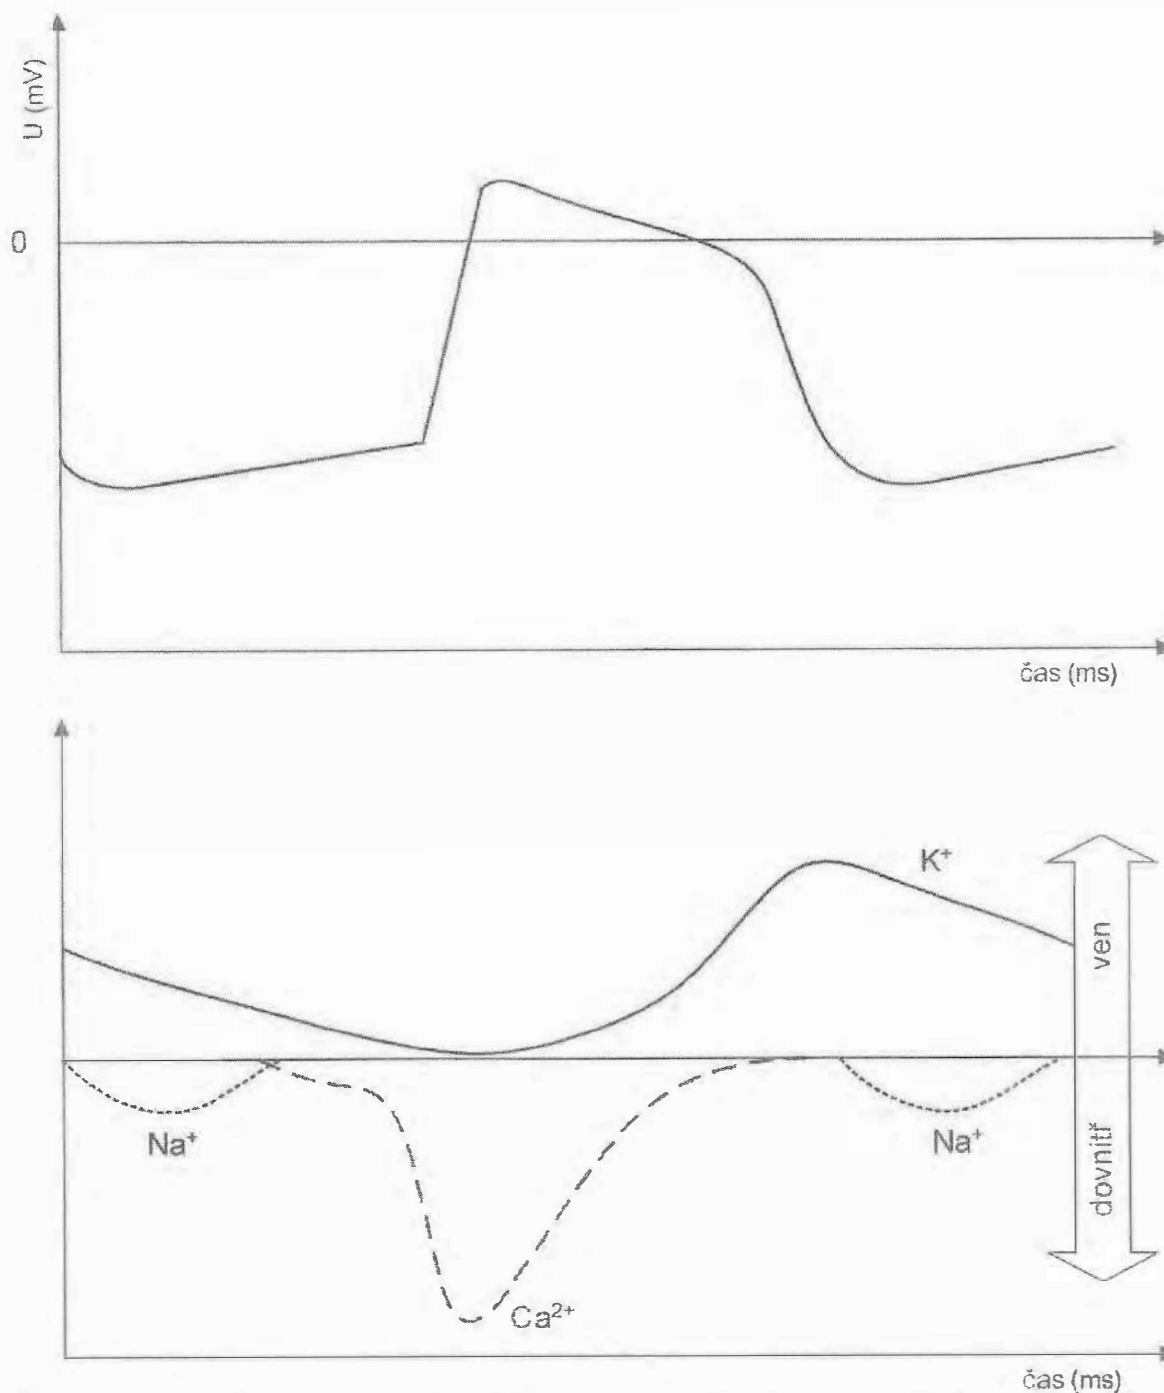 U (mV)
0
čas (ms)
K⁺
ven
Na⁺
Na⁺
dovnitř
Ca²⁺
čas (ms)